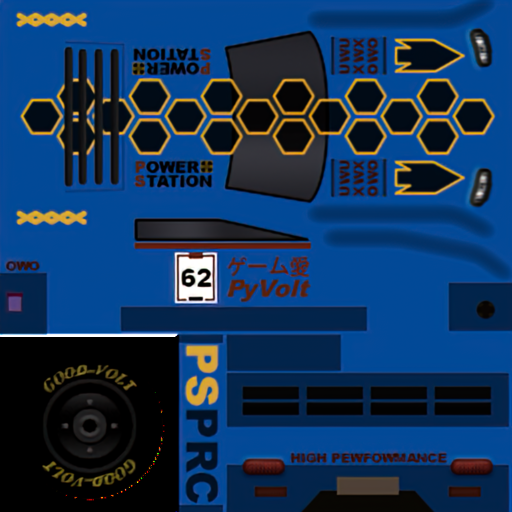 POWER
STATION
UWU
XWX
OWO
POWER
STATION
UWU
XWX
OWO
OWO
62
ゲーム愛
PyVolt
GOOD-VOLT
GOOD-VOLT
PSPRC
HIGH PEWFOWMANCE